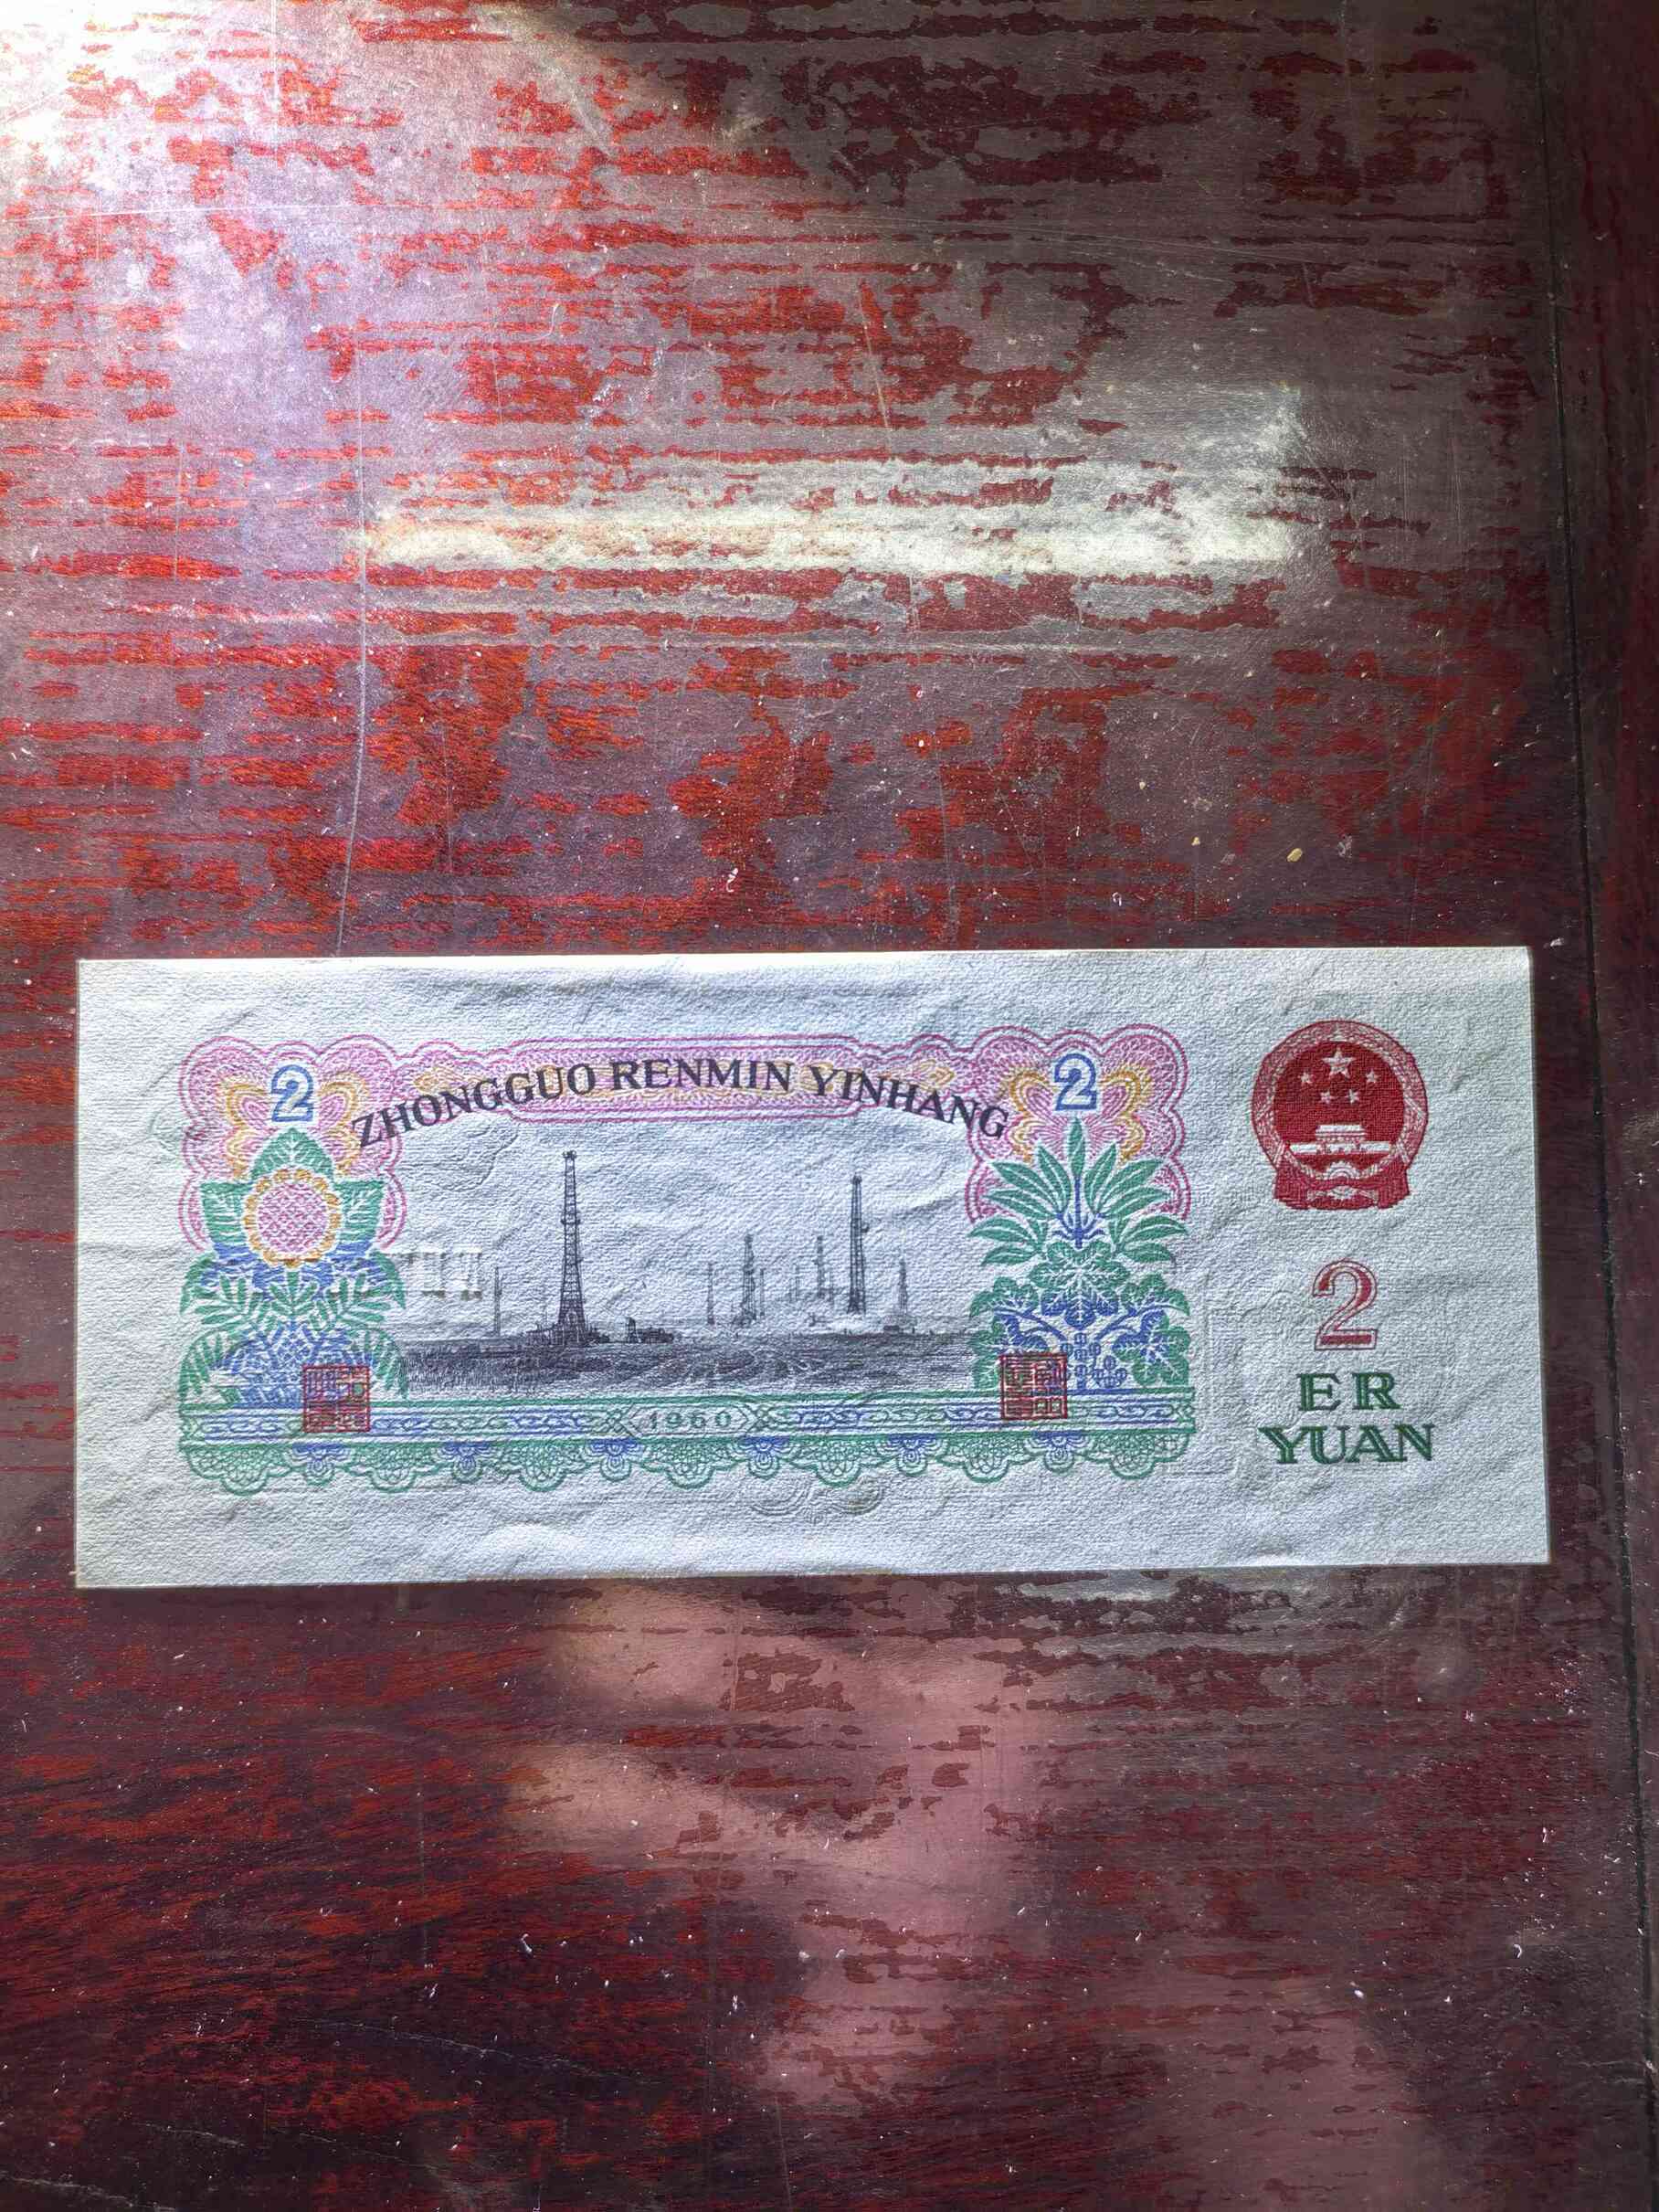 2 ZHONGGUO RENMIN YINHANG 2
1960
2
ER
YUAN